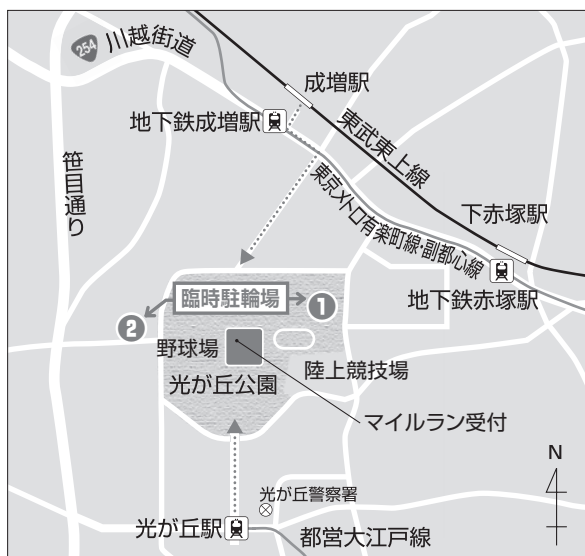 254
川越街道
成増駅
地下鉄成増駅
東武東上線
笹目通り
東京メトロ有楽町線・副都心線
下赤塚駅
地下鉄赤塚駅
臨時駐輪場
1
2
野球場
陸上競技場
光が丘公園
マイルラン受付
N
光が丘警察署
光が丘駅
都営大江戸線